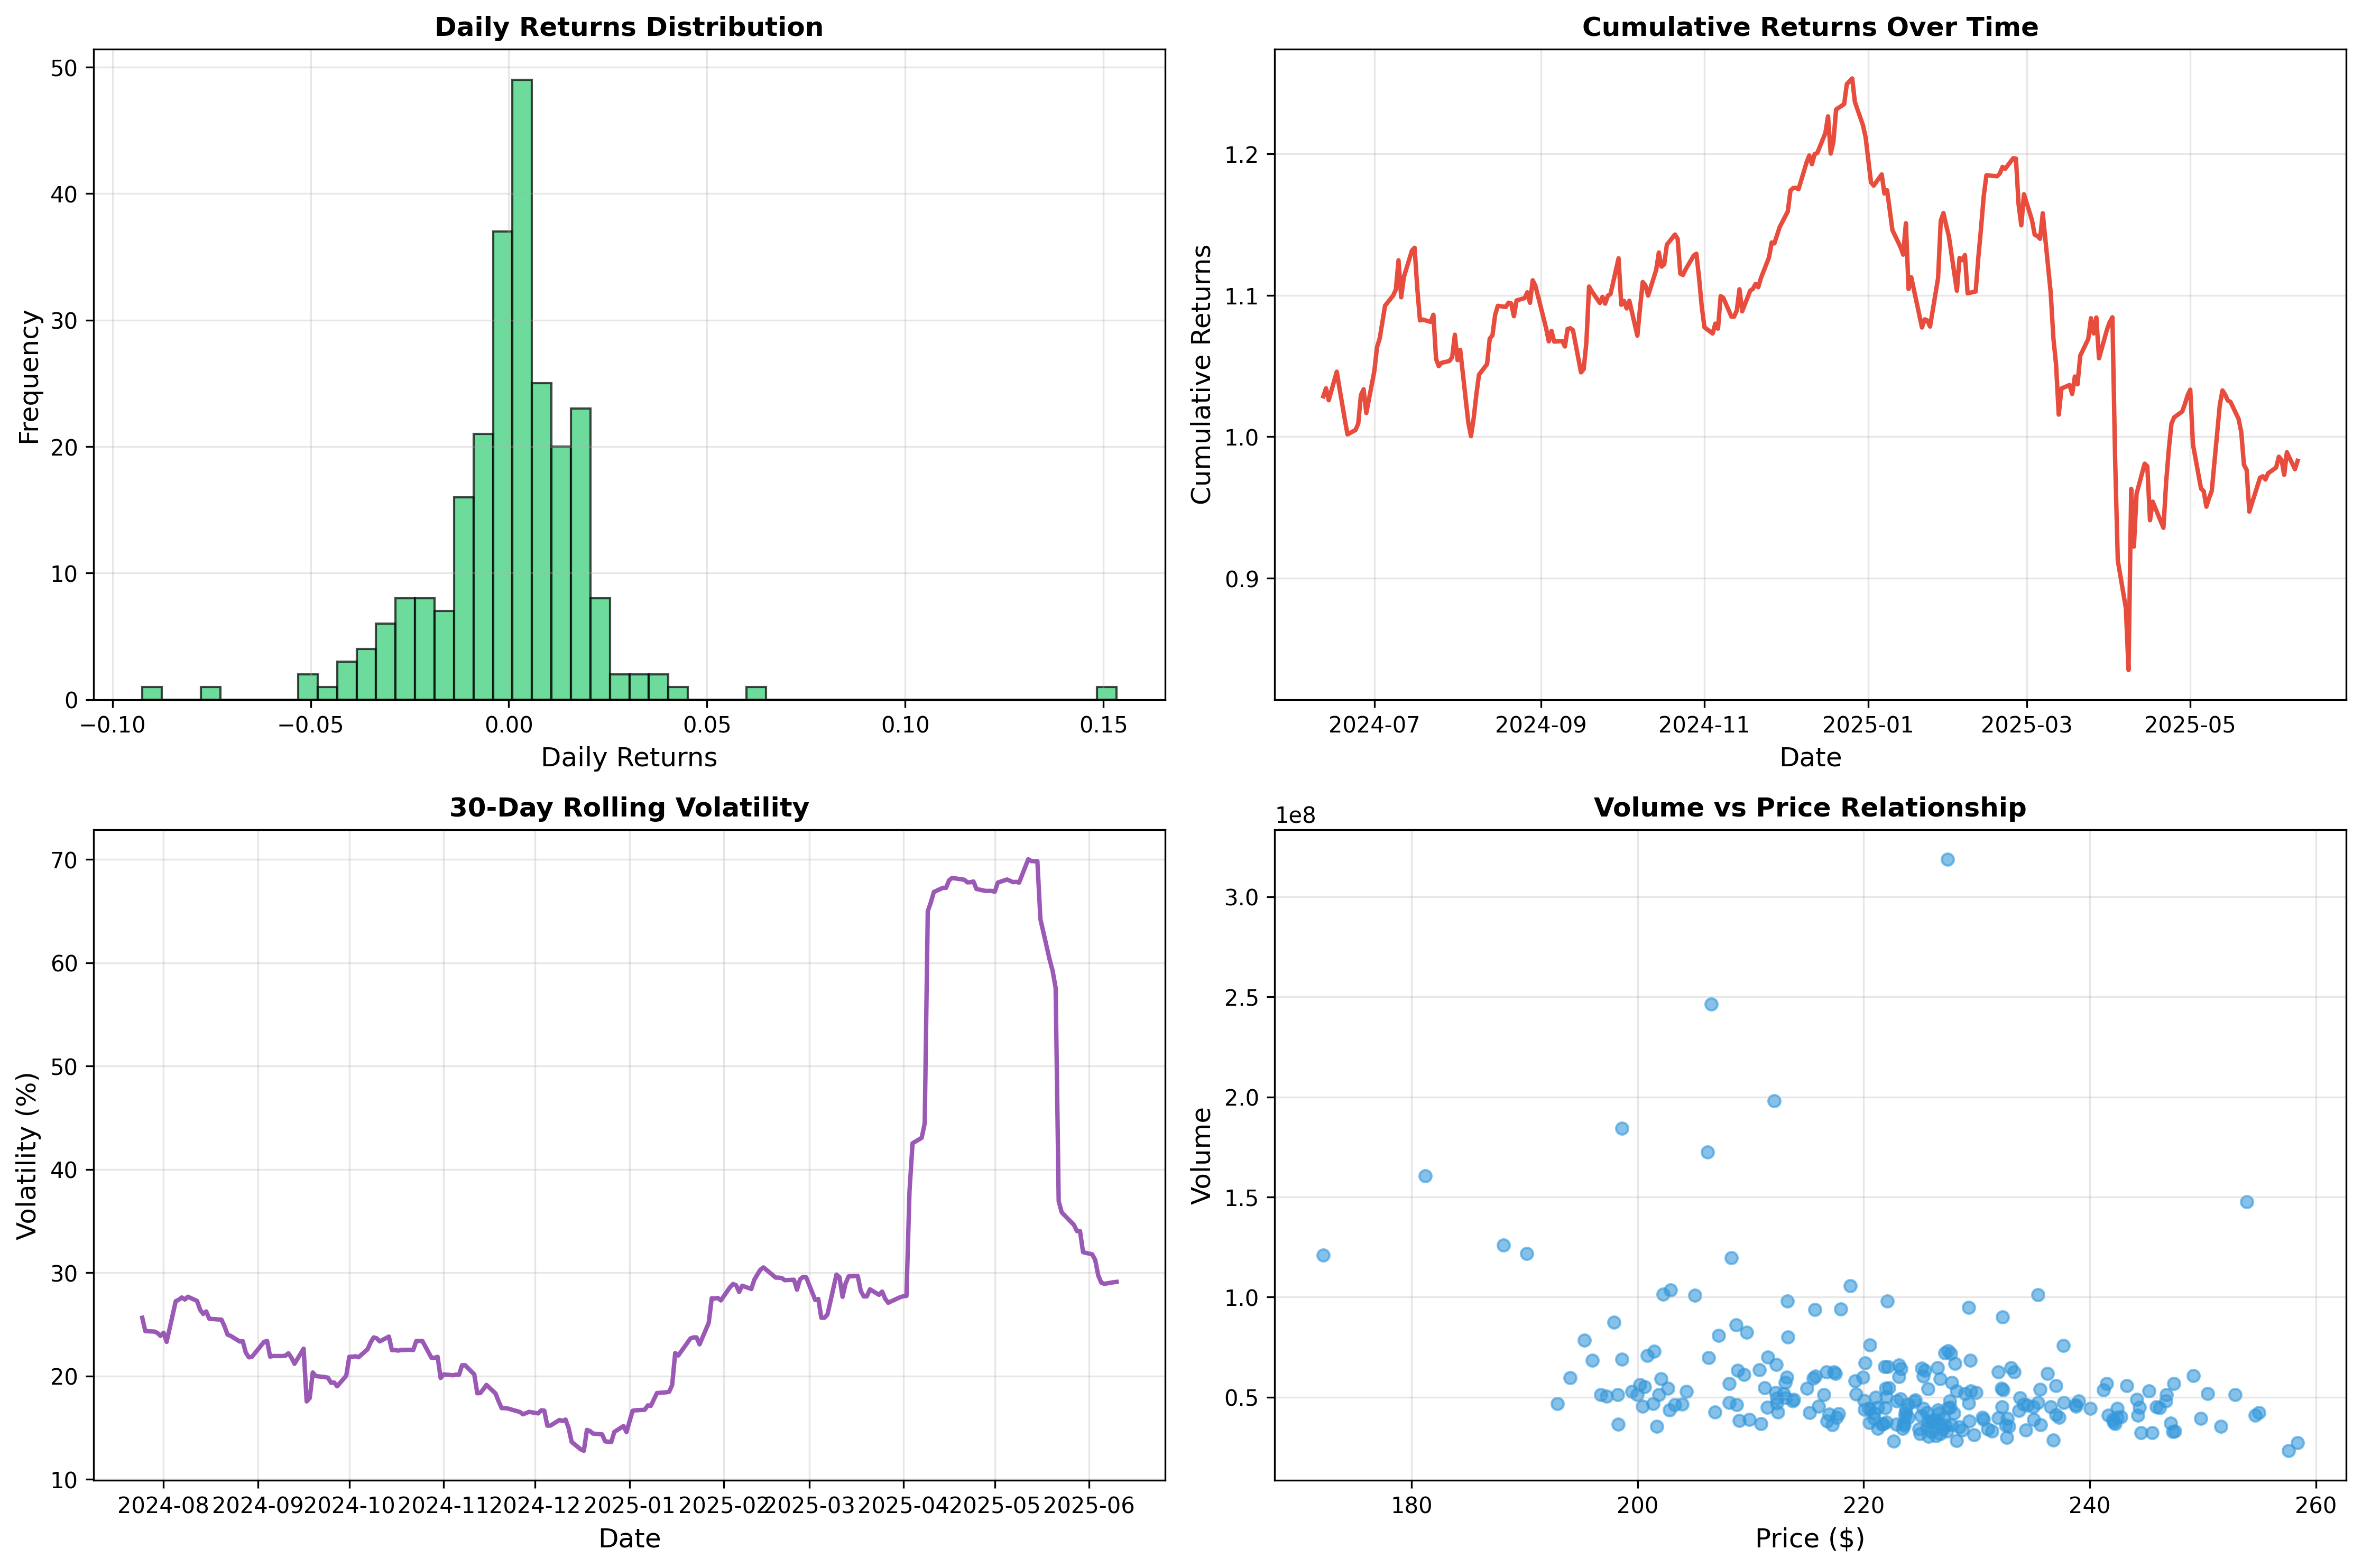 Daily Returns Distribution
50
40
30
20
10
0
Frequency
−0.10 −0.05 0.00 0.05 0.10 0.15
Daily Returns
Cumulative Returns Over Time
1.2
1.1
1.0
0.9
Cumulative Returns
2024-07 2024-09 2024-11 2025-01 2025-03 2025-05
Date
30-Day Rolling Volatility
70
60
50
40
30
20
10
Volatility (%)
2024-08 2024-09 2024-10 2024-11 2024-12 2025-01 2025-02 2025-03 2025-04 2025-05 2025-06
Date
Volume vs Price Relationship
1e8
3.0
2.5
2.0
1.5
1.0
0.5
Volume
180 200 220 240 260
Price ($)